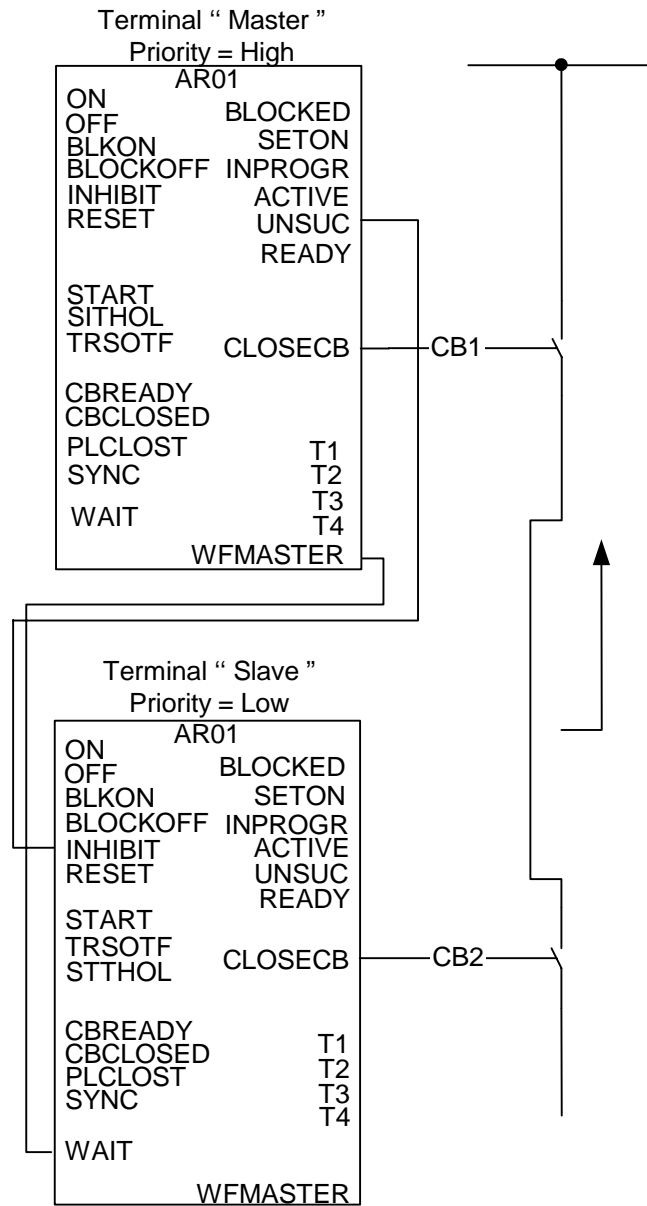 Terminal “ Master ”
Priority = High
AR01
ON
OFF
BLKON
BLOCKOFF
INHIBIT
RESET
START
SITHOL
TRSOTF
CBREADY
CBCLOSED
PLCLOST
SYNC
WAIT
BLOCKED
SETON
INPROGR
ACTIVE
UNSUC
READY
CLOSECB
T1
T2
T3
T4
WFMASTER
CB1
Terminal “ Slave ”
Priority = Low
AR01
ON
OFF
BLKON
BLOCKOFF
INHIBIT
RESET
START
TRSOTF
STTHOL
CBREADY
CBCLOSED
PLCLOST
SYNC
WAIT
BLOCKED
SETON
INPROGR
ACTIVE
UNSUC
READY
CLOSECB
T1
T2
T3
T4
WFMASTER
CB2